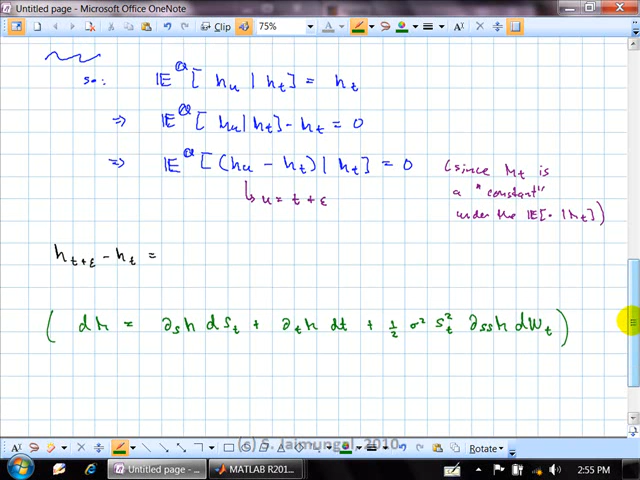 Untitled page - Microsoft Office OneNote
75%
so: 𝔼^Q[ h_u | h_t] = h_t
⇒ 𝔼^Q[ h_u | h_t] - h_t = 0
⇒ 𝔼^Q[ (h_u - h_t) | h_t] = 0
↳ u = t + ε
(since h_t is
a "constant"
under the 𝔼[· | h_t])
h_{t+ε} - h_t =
( dh = ∂_s h dS_t + ∂_t h dt + ½ σ² S_t² ∂_ss h dW_t )
(c) S. Jaimungal, 2010
Rotate
Untitled page - Micr...
MATLAB R201...
2:55 PM